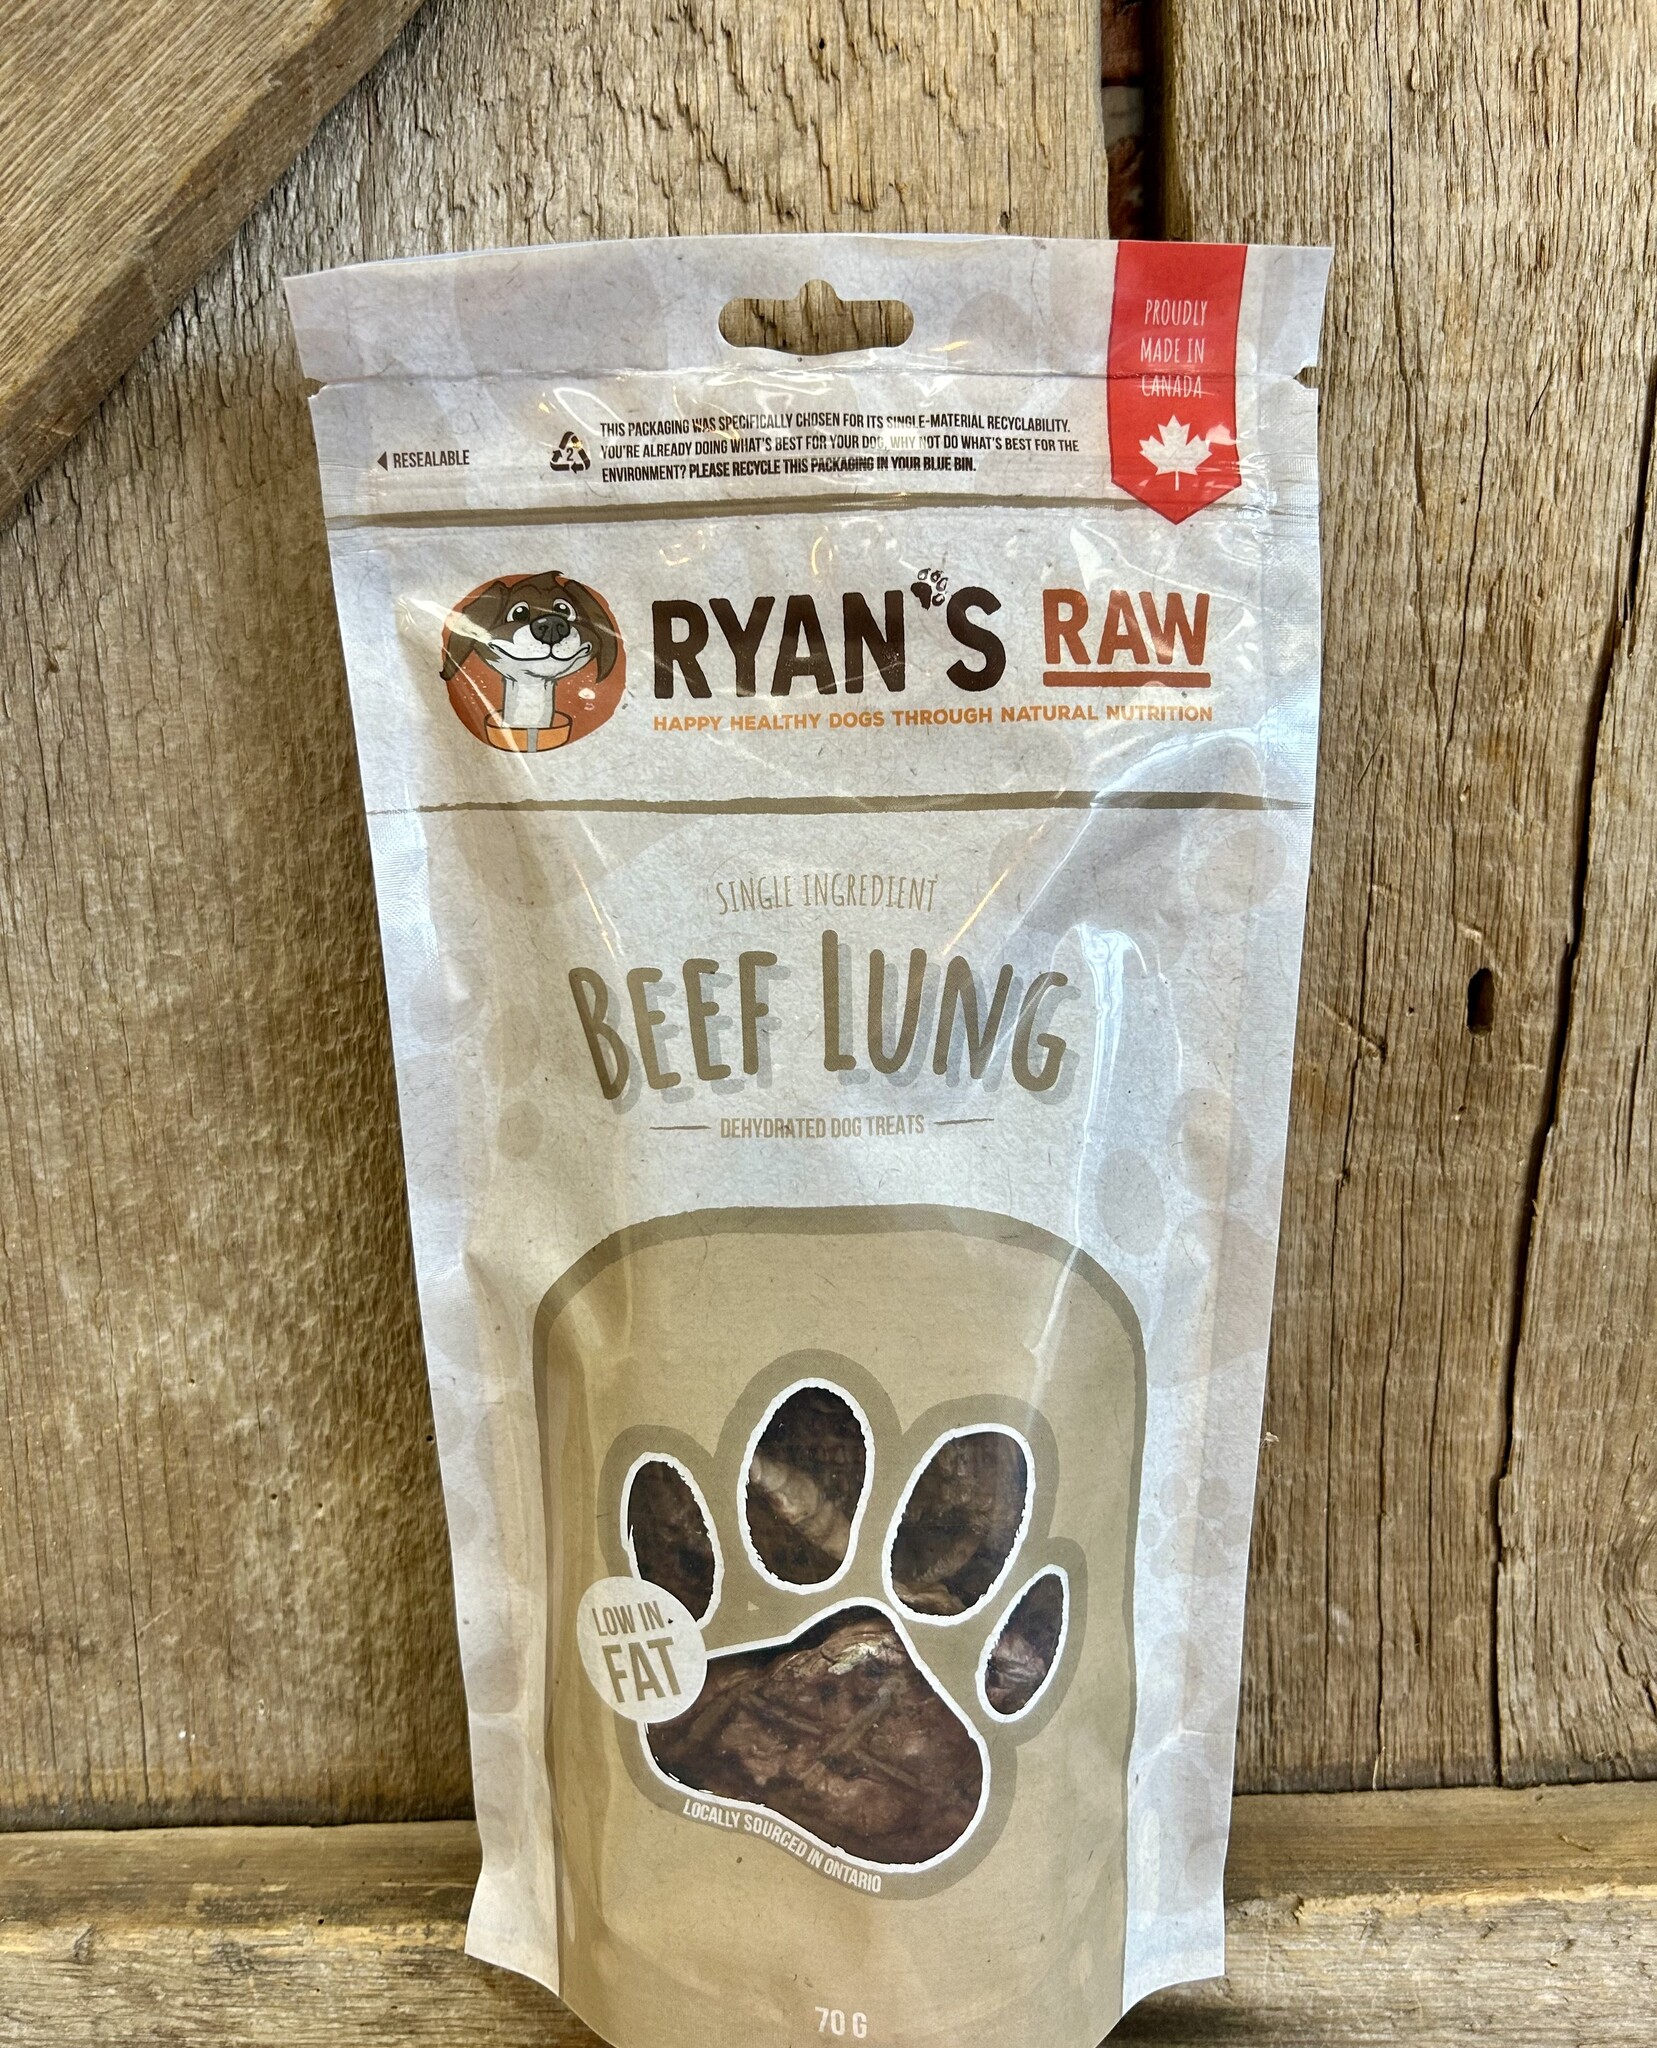 PROUDLY
MADE IN
CANADA
RESEALABLE
2
THIS PACKAGING WAS SPECIFICALLY CHOSEN FOR ITS SINGLE-MATERIAL RECYCLABILITY.
YOU'RE ALREADY DOING WHAT'S BEST FOR YOUR DOG, WHY NOT DO WHAT'S BEST FOR THE
ENVIRONMENT? PLEASE RECYCLE THIS PACKAGING IN YOUR BLUE BIN.
RYAN'S RAW
HAPPY HEALTHY DOGS THROUGH NATURAL NUTRITION
SINGLE INGREDIENT
BEEF LUNG
DEHYDRATED DOG TREATS
LOW IN
FAT
LOCALLY SOURCED IN ONTARIO
70 G